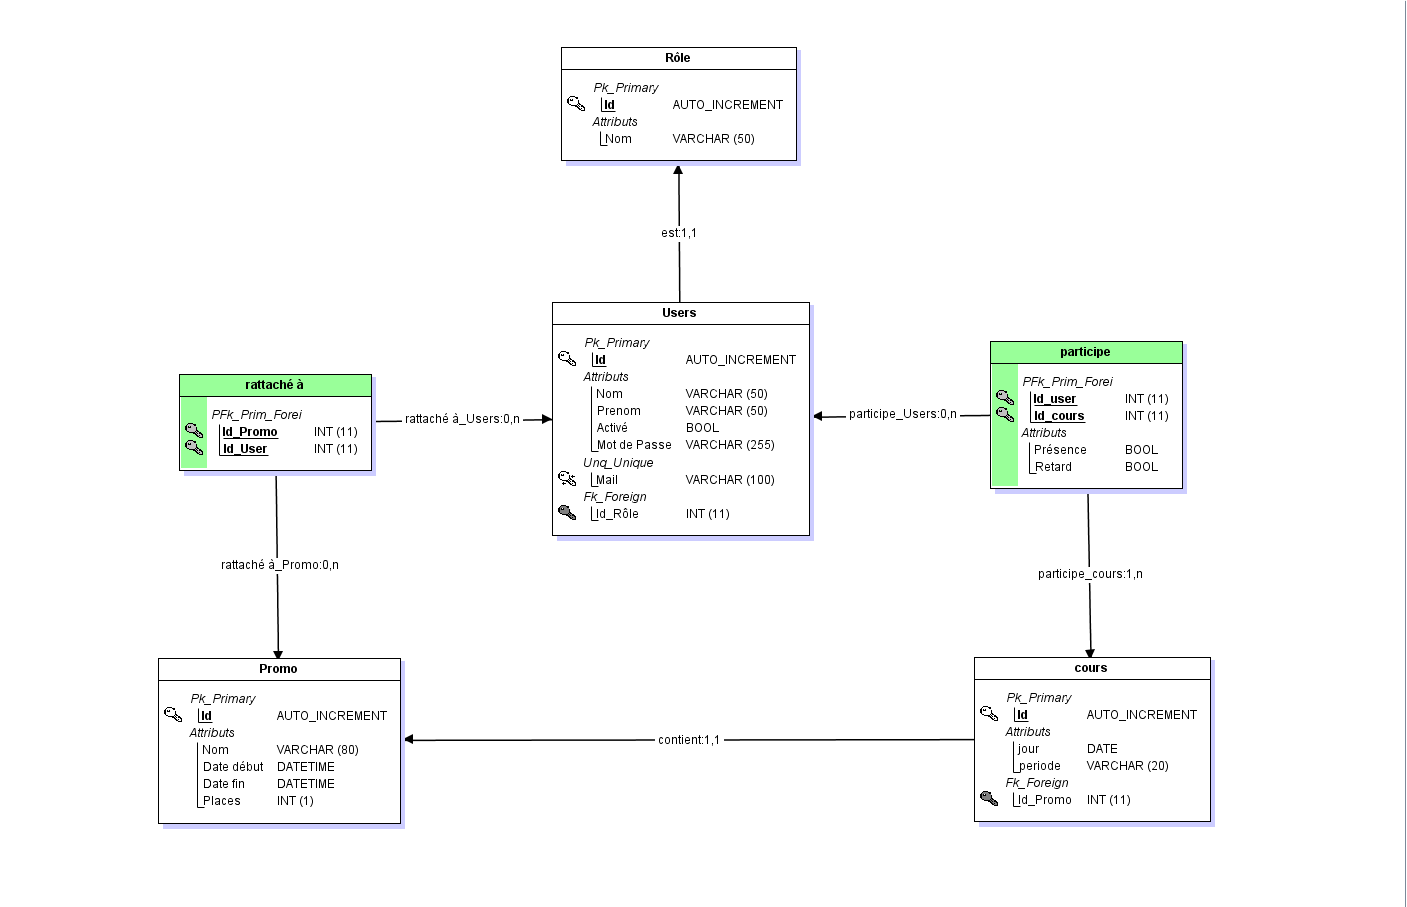 Rôle
Pk_Primary
Id AUTO_INCREMENT
Attributs
Nom VARCHAR (50)
est:1,1
Users
Pk_Primary
Id AUTO_INCREMENT
Attributs
Nom VARCHAR (50)
Prenom VARCHAR (50)
Activé BOOL
Mot de Passe VARCHAR (255)
Unq_Unique
Mail VARCHAR (100)
Fk_Foreign
Id_Rôle INT (11)
rattaché à
PFk_Prim_Forei
Id_Promo INT (11)
Id_User INT (11)
rattaché à_Users:0,n
participe_Users:0,n
participe
PFk_Prim_Forei
Id_user INT (11)
Id_cours INT (11)
Attributs
Présence BOOL
Retard BOOL
rattaché à_Promo:0,n
participe_cours:1,n
Promo
Pk_Primary
Id AUTO_INCREMENT
Attributs
Nom VARCHAR (80)
Date début DATETIME
Date fin DATETIME
Places INT (1)
contient:1,1
cours
Pk_Primary
Id AUTO_INCREMENT
Attributs
jour DATE
periode VARCHAR (20)
Fk_Foreign
Id_Promo INT (11)